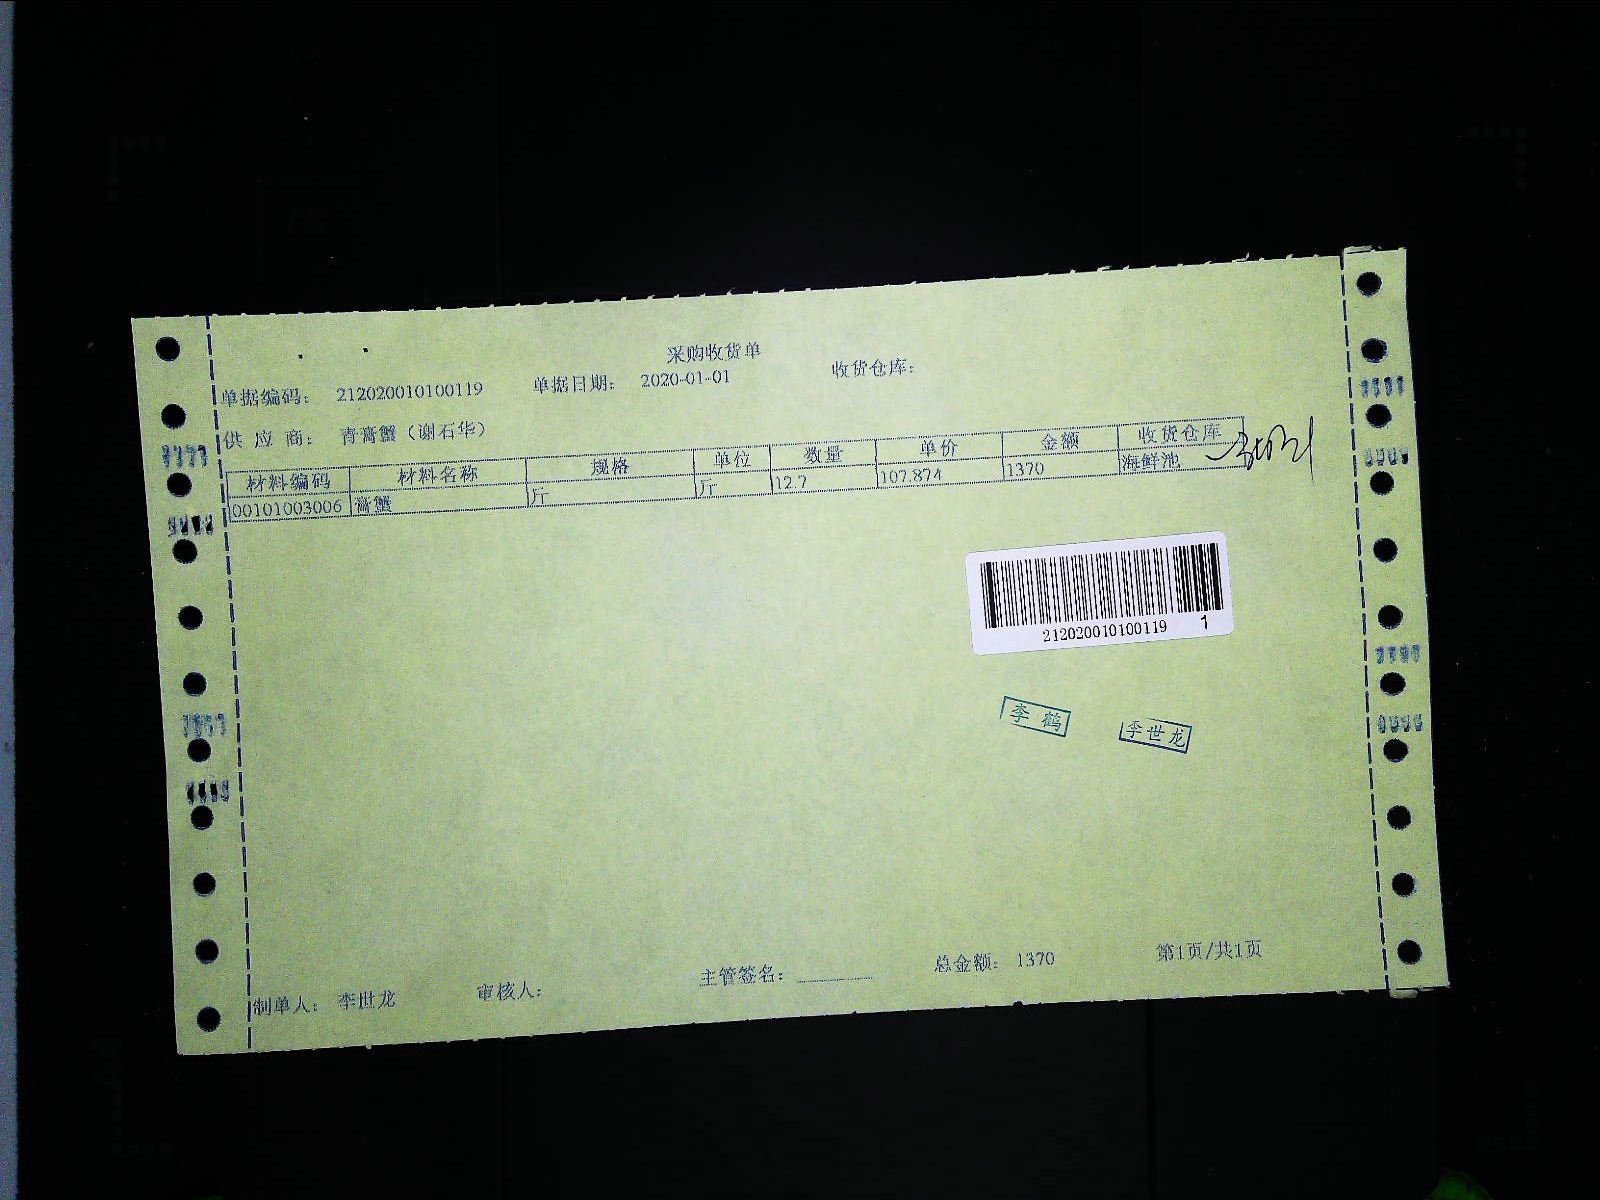 采购收货单
单据编码： 212020010100119 单据日期： 2020-01-01 收货仓库：
供 应 商： 青膏蟹（谢石华）
材料编码 材料名称 规格 单位 数量 单价 金额 收货仓库
00101003006 膏蟹 斤 斤 12.7 107.874 1370 海鲜池
212020010100119 1
李鹤 李世龙
制单人： 李世龙 审核人： 主管签名： 总金额： 1370 第1页/共1页